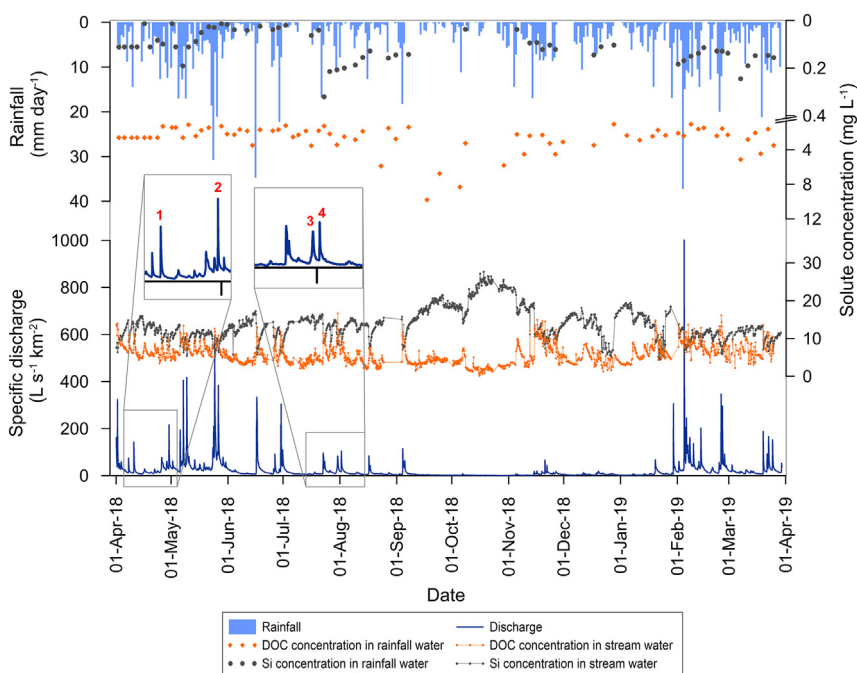 0
10
20
30
40
Rainfall
(mm day-1)
0
0.2
0.4
4
8
12
30
20
10
0
Solute concentration (mg L-1)
1
2
3
4
1000
800
600
400
200
0
Specific discharge
(L s-1 km-2)
01-Apr-18
01-May-18
01-Jun-18
01-Jul-18
01-Aug-18
01-Sep-18
01-Oct-18
01-Nov-18
01-Dec-18
01-Jan-19
01-Feb-19
01-Mar-19
01-Apr-19
Date
Rainfall
Discharge
DOC concentration in rainfall water
DOC concentration in stream water
Si concentration in rainfall water
Si concentration in stream water